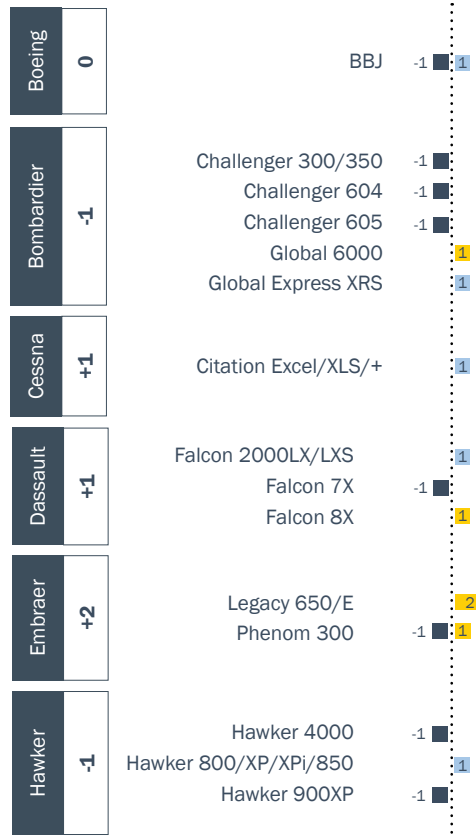 Boeing
0
BBJ -1 1
Bombardier
-1
Challenger 300/350 -1
Challenger 604 -1
Challenger 605 -1
Global 6000 1
Global Express XRS 1
Cessna
+1
Citation Excel/XLS/+ 1
Dassault
+1
Falcon 2000LX/LXS 1
Falcon 7X -1
Falcon 8X 1
Embraer
+2
Legacy 650/E 2
Phenom 300 -1 1
Hawker
-1
Hawker 4000 -1
Hawker 800/XP/XPi/850 1
Hawker 900XP -1